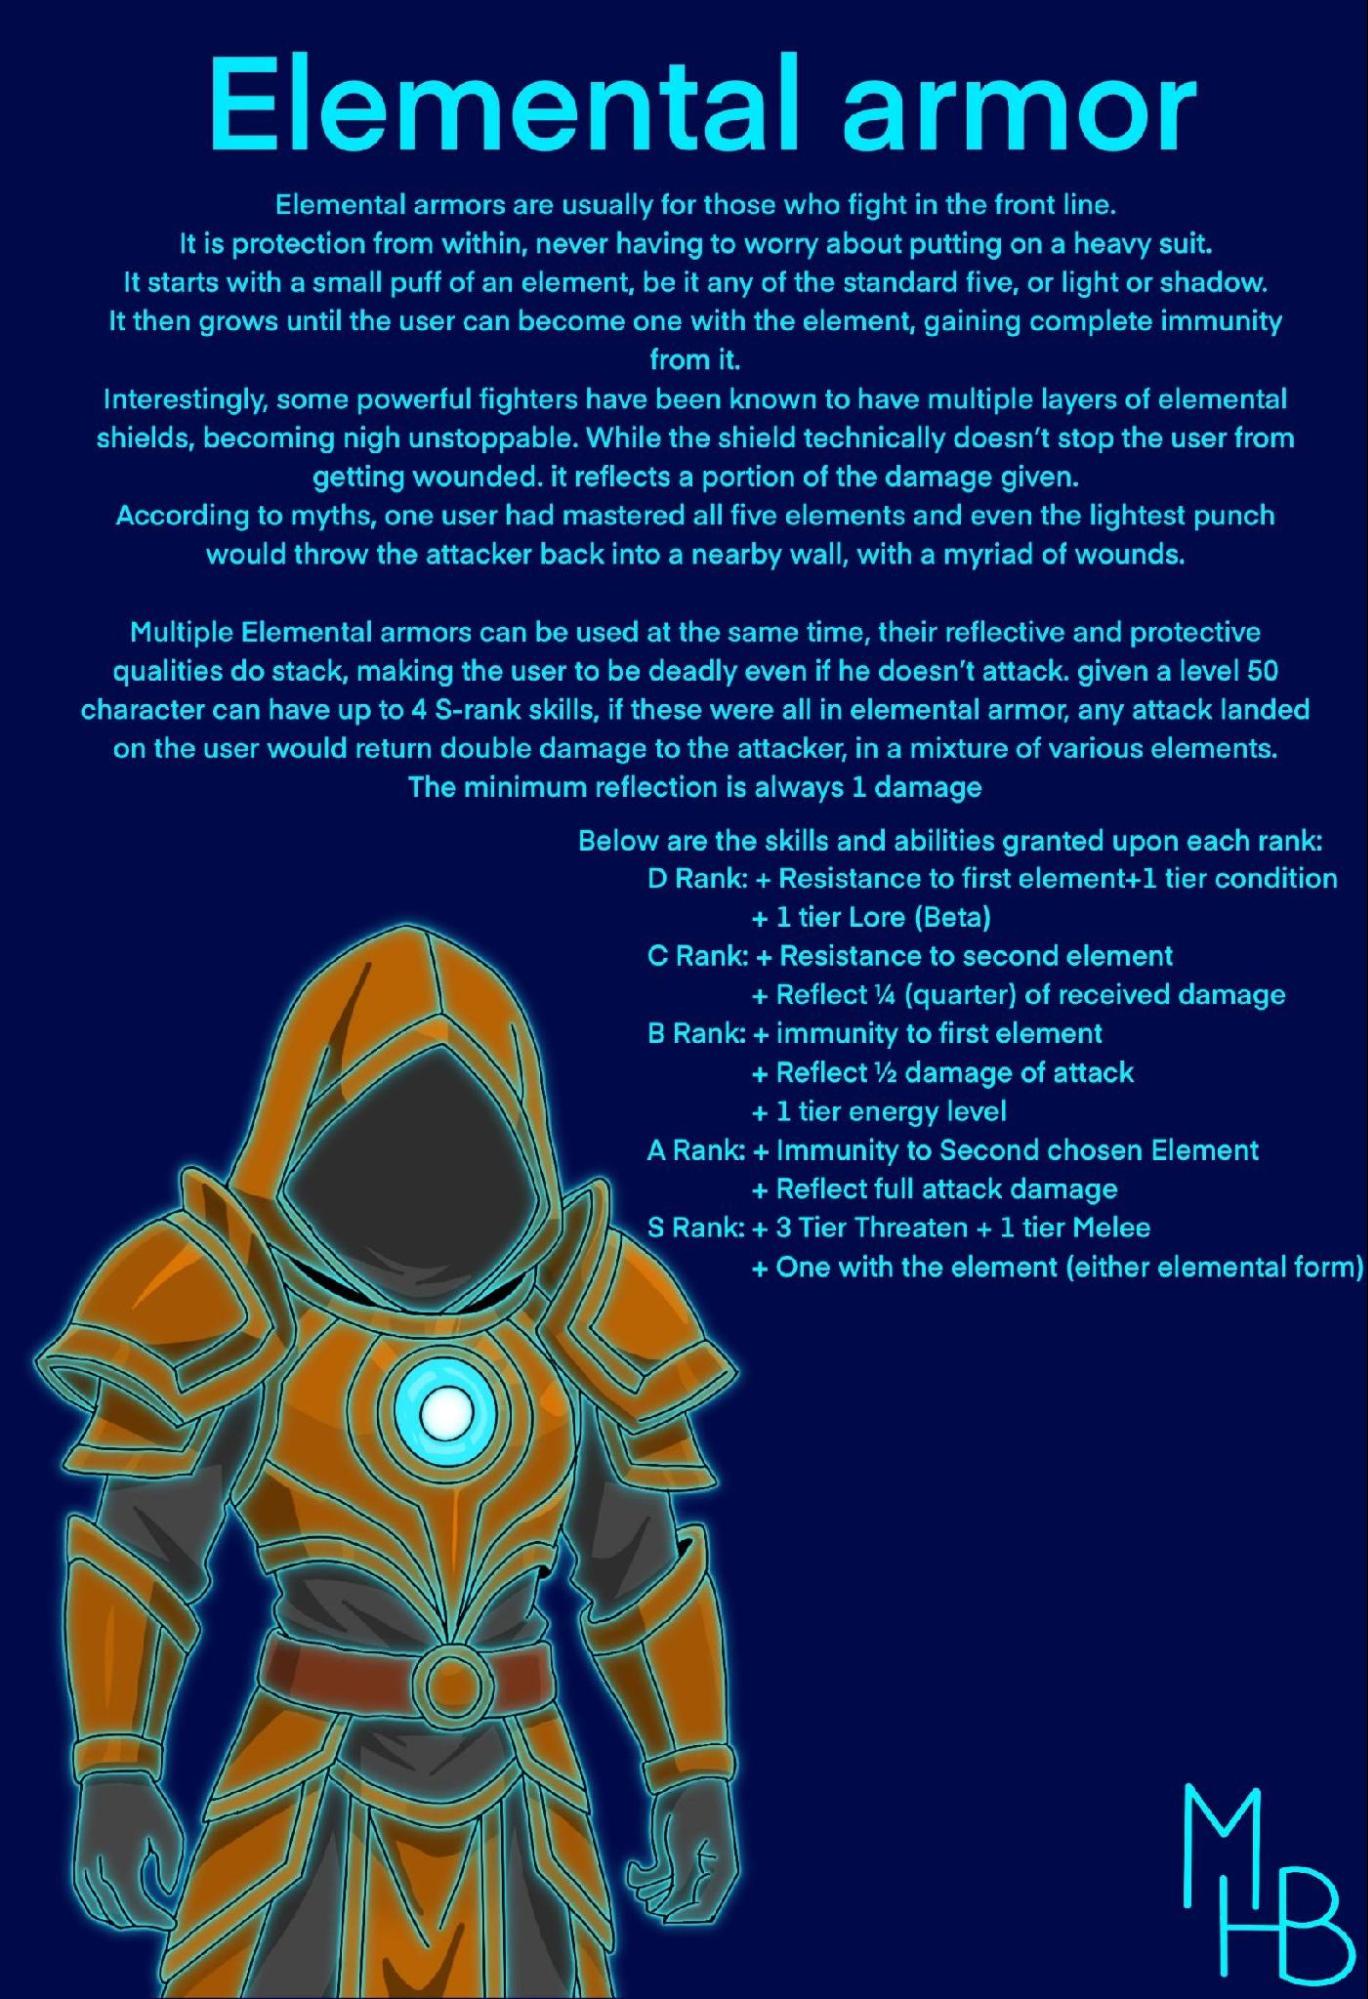 Elemental armor
Elemental armors are usually for those who fight in the front line.
It is protection from within, never having to worry about putting on a heavy suit.
It starts with a small puff of an element, be it any of the standard five, or light or shadow.
It then grows until the user can become one with the element, gaining complete immunity
from it.
Interestingly, some powerful fighters have been known to have multiple layers of elemental
shields, becoming nigh unstoppable. While the shield technically doesn't stop the user from
getting wounded. it reflects a portion of the damage given.
According to myths, one user had mastered all five elements and even the lightest punch
would throw the attacker back into a nearby wall, with a myriad of wounds.
Multiple Elemental armors can be used at the same time, their reflective and protective
qualities do stack, making the user to be deadly even if he doesn't attack. given a level 50
character can have up to 4 S-rank skills, if these were all in elemental armor, any attack landed
on the user would return double damage to the attacker, in a mixture of various elements.
The minimum reflection is always 1 damage
Below are the skills and abilities granted upon each rank:
D Rank: + Resistance to first element+1 tier condition
+ 1 tier Lore (Beta)
C Rank: + Resistance to second element
+ Reflect ¼ (quarter) of received damage
B Rank: + immunity to first element
+ Reflect ½ damage of attack
+ 1 tier energy level
A Rank: + Immunity to Second chosen Element
+ Reflect full attack damage
S Rank: + 3 Tier Threaten + 1 tier Melee
+ One with the element (either elemental form)
MHB